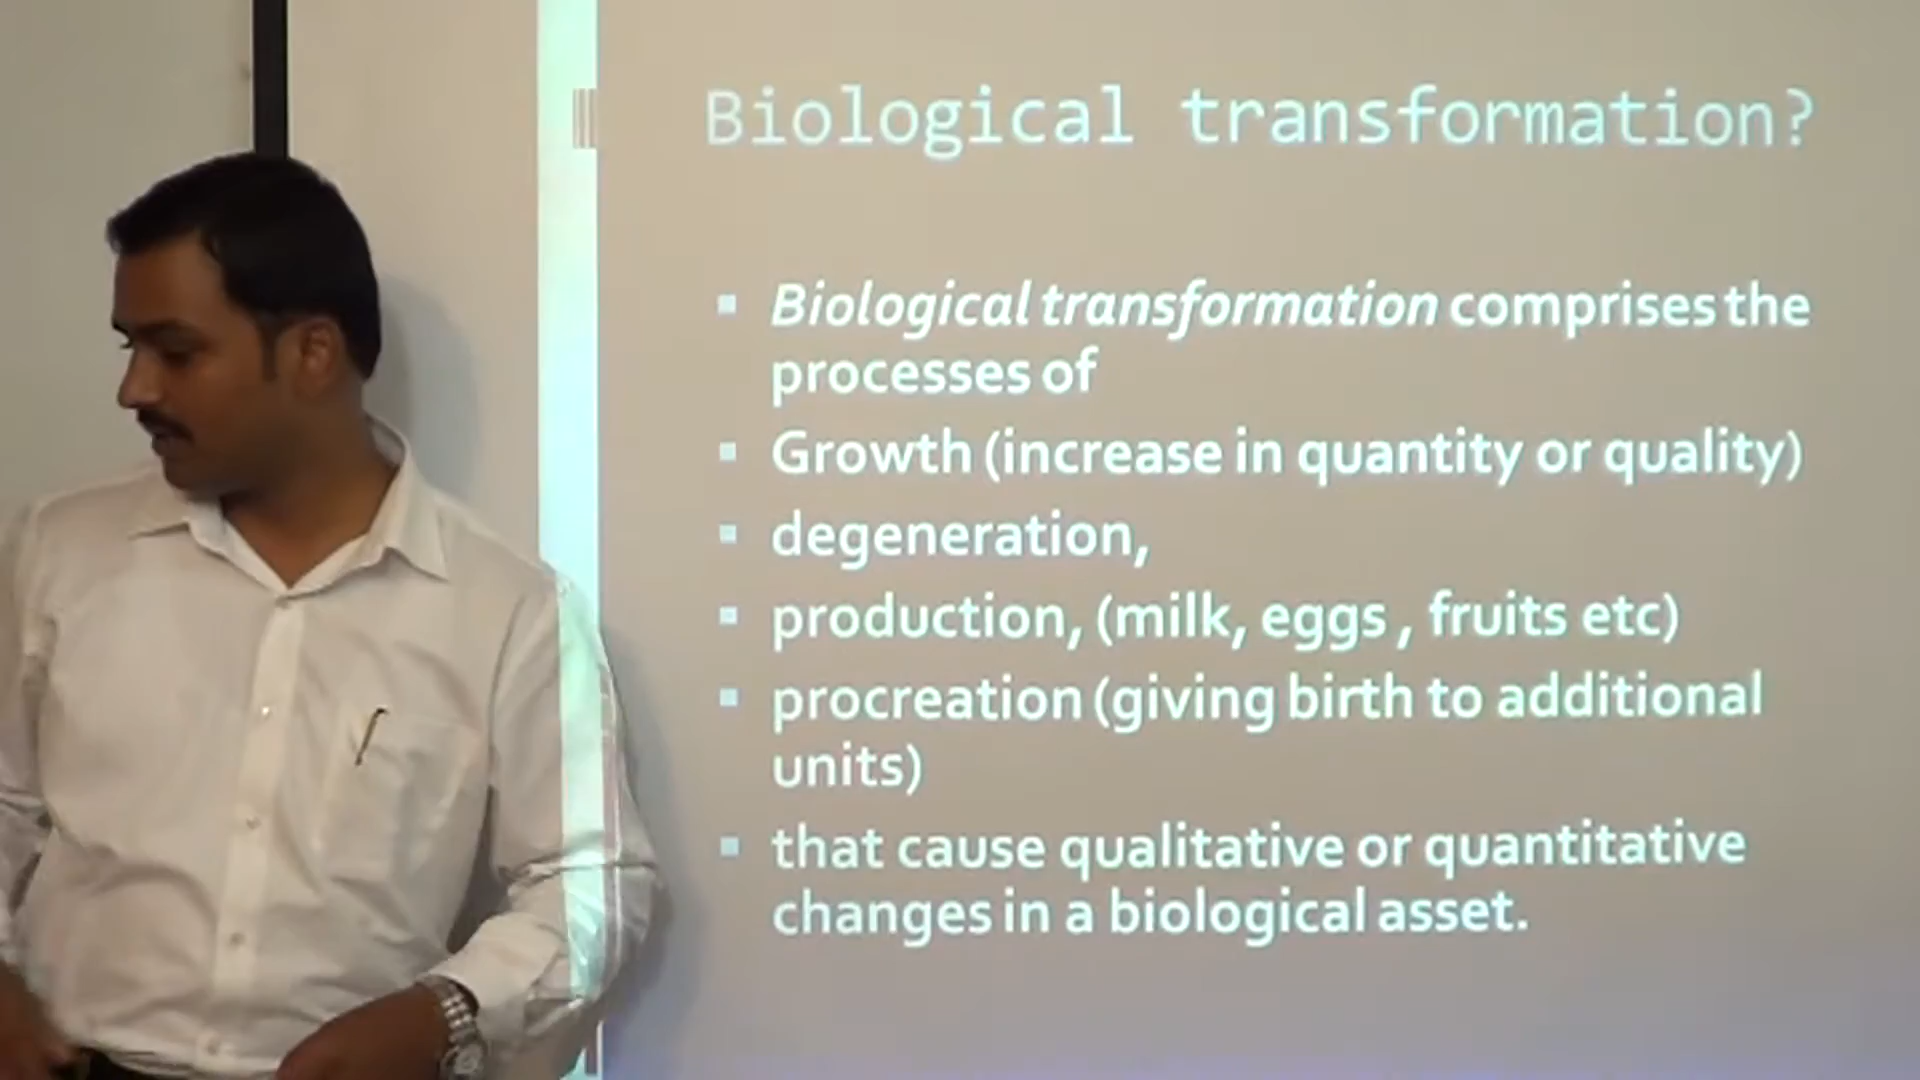 Biological transformation?
Biological transformation comprises the
processes of
Growth (increase in quantity or quality)
degeneration,
production, (milk, eggs , fruits etc)
procreation (giving birth to additional
units)
that cause qualitative or quantitative
changes in a biological asset.